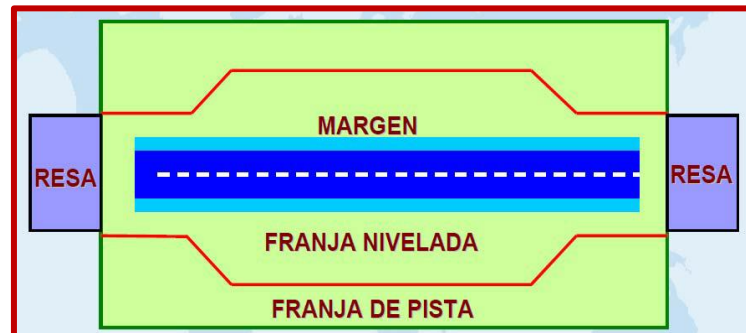 MARGEN
RESA
RESA
FRANJA NIVELADA
FRANJA DE PISTA